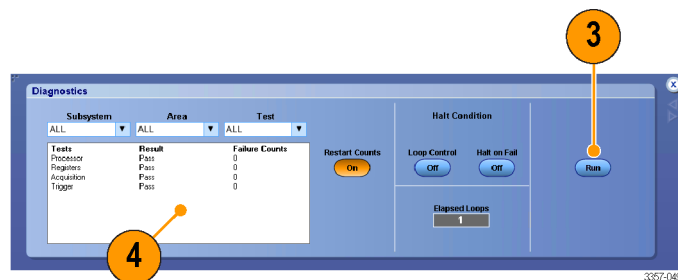 3
Diagnostics
Subsystem Area Test
ALL ALL ALL
Halt Condition
Tests Result Failure Counts
Processor Pass 0
Registers Pass 0
Acquisition Pass 0
Trigger Pass 0
Restart Counts
On
Loop Control Halt on Fail
Off Off
Run
Elapsed Loops
1
4